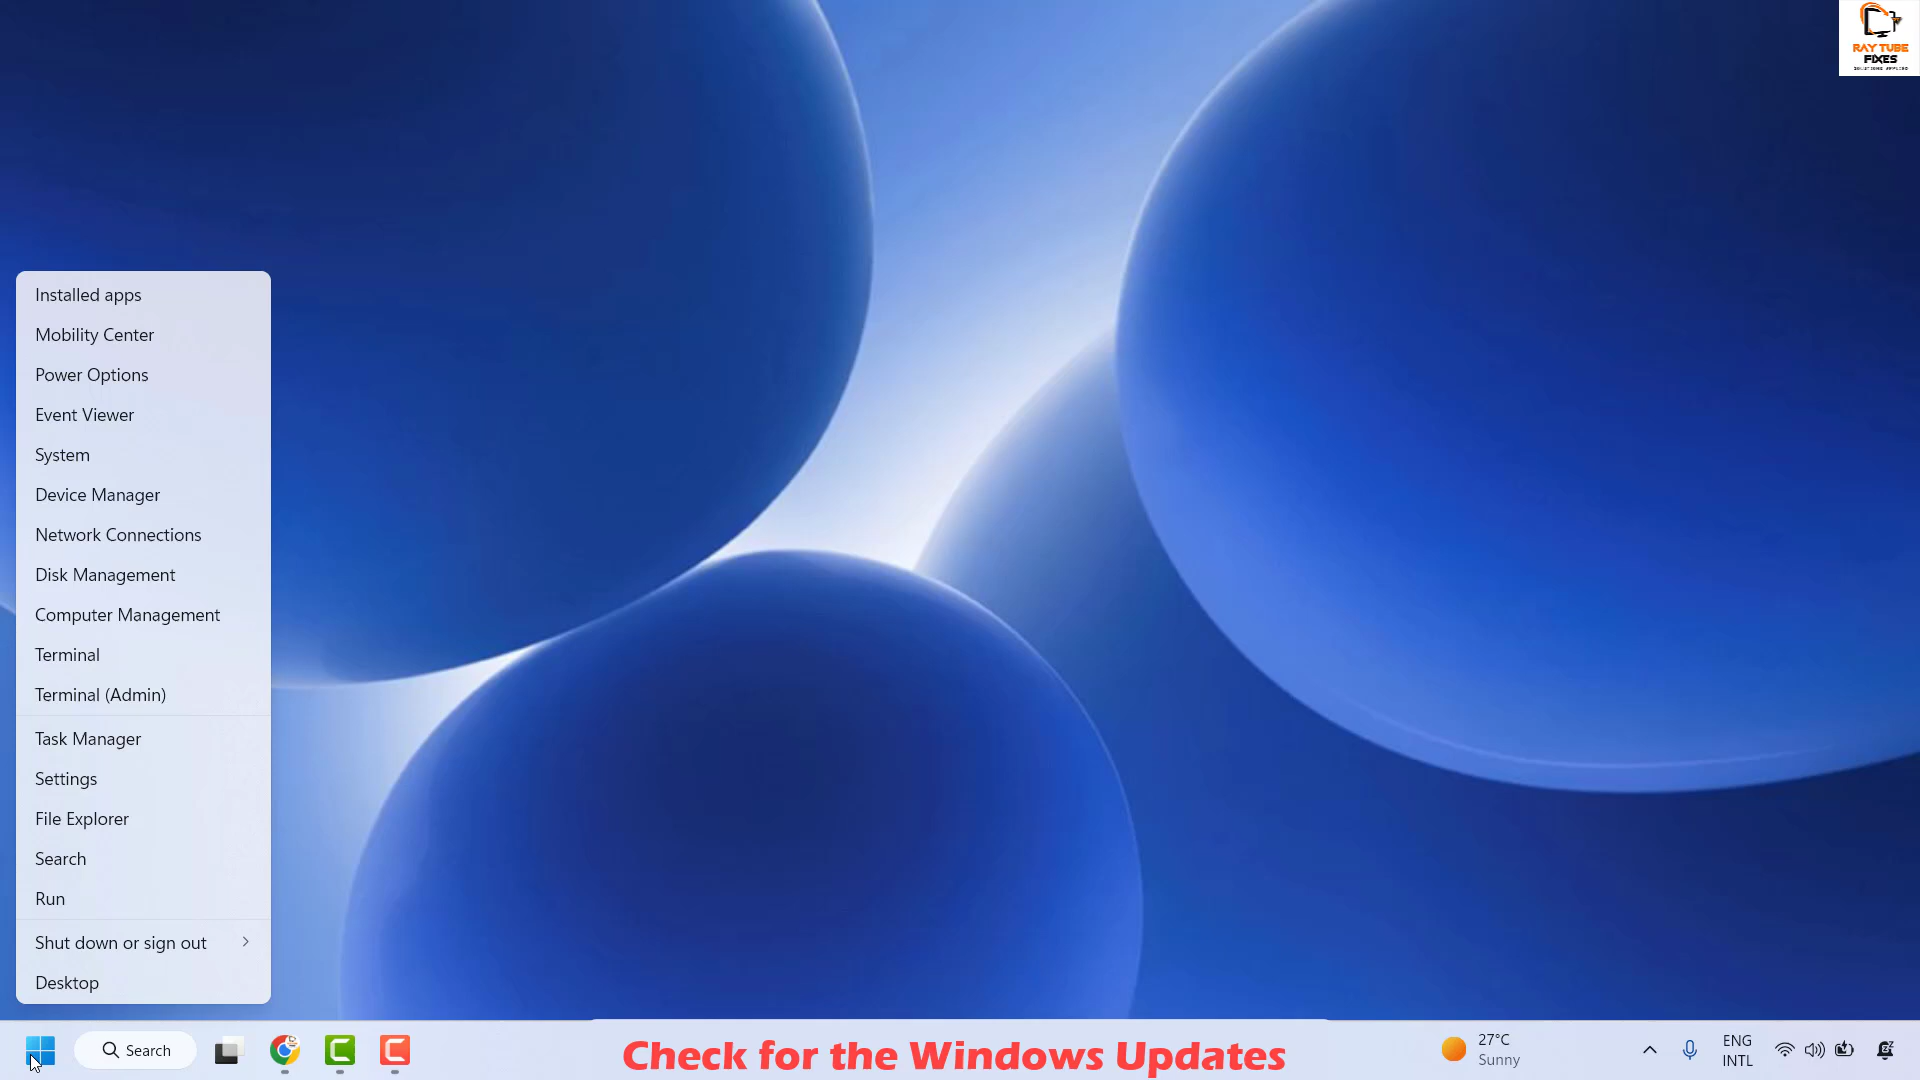 RAY TUBE
FIXES
Installed apps
Mobility Center
Power Options
Event Viewer
System
Device Manager
Network Connections
Disk Management
Computer Management
Terminal
Terminal (Admin)
Task Manager
Settings
File Explorer
Search
Run
Shut down or sign out
Desktop
Search
Check for the Windows Updates
27°C
Sunny
ENG
INTL